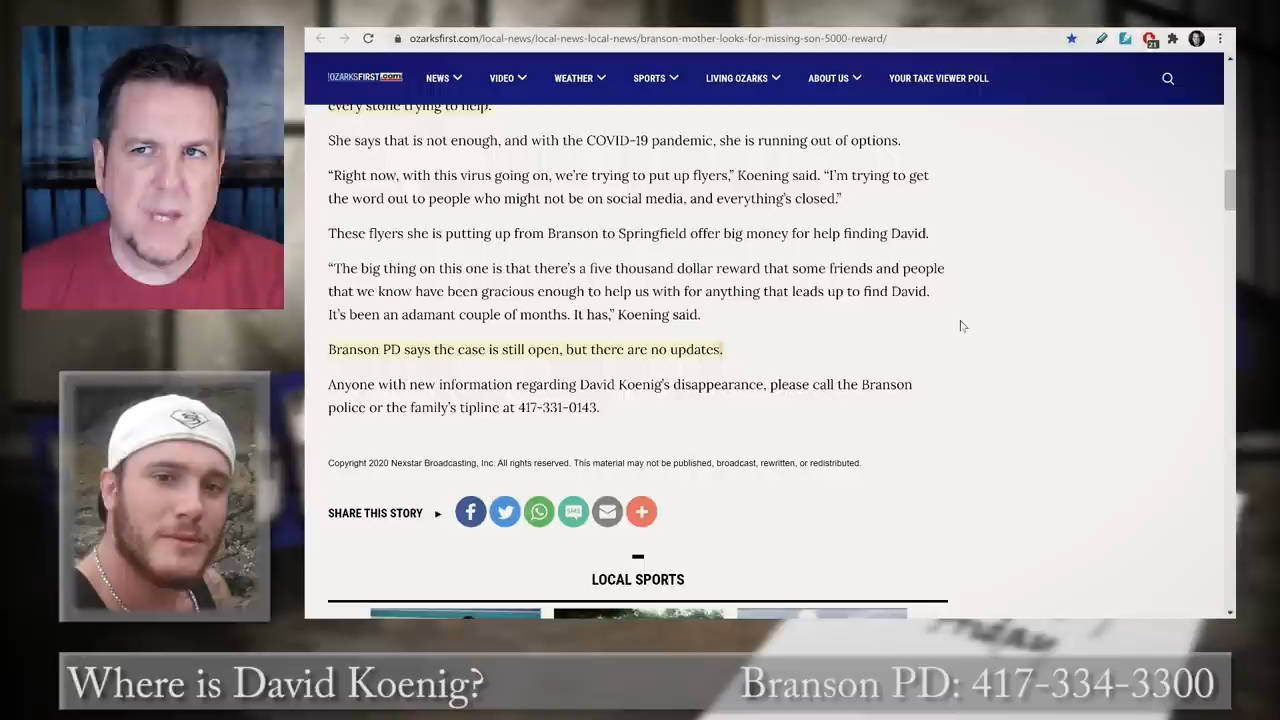 ozarksfirst.com/local-news/local-news-local-news/branson-mother-looks-for-missing-son-5000-reward/
21
OZARKSFIRST.com
NEWS VIDEO WEATHER SPORTS LIVING OZARKS ABOUT US YOUR TAKE VIEWER POLL
every stone trying to help.
She says that is not enough, and with the COVID-19 pandemic, she is running out of options.
“Right now, with this virus going on, we’re trying to put up flyers,” Koening said. “I’m trying to get
the word out to people who might not be on social media, and everything’s closed.”
These flyers she is putting up from Branson to Springfield offer big money for help finding David.
“The big thing on this one is that there’s a five thousand dollar reward that some friends and people
that we know have been gracious enough to help us with for anything that leads up to find David.
It’s been an adamant couple of months. It has,” Koening said.
Branson PD says the case is still open, but there are no updates.
Anyone with new information regarding David Koenig’s disappearance, please call the Branson
police or the family’s tipline at 417-331-0143.
Copyright 2020 Nexstar Broadcasting, Inc. All rights reserved. This material may not be published, broadcast, rewritten, or redistributed.
SHARE THIS STORY
SMS
LOCAL SPORTS
Friday
Where is David Koenig?
Branson PD: 417-334-3300